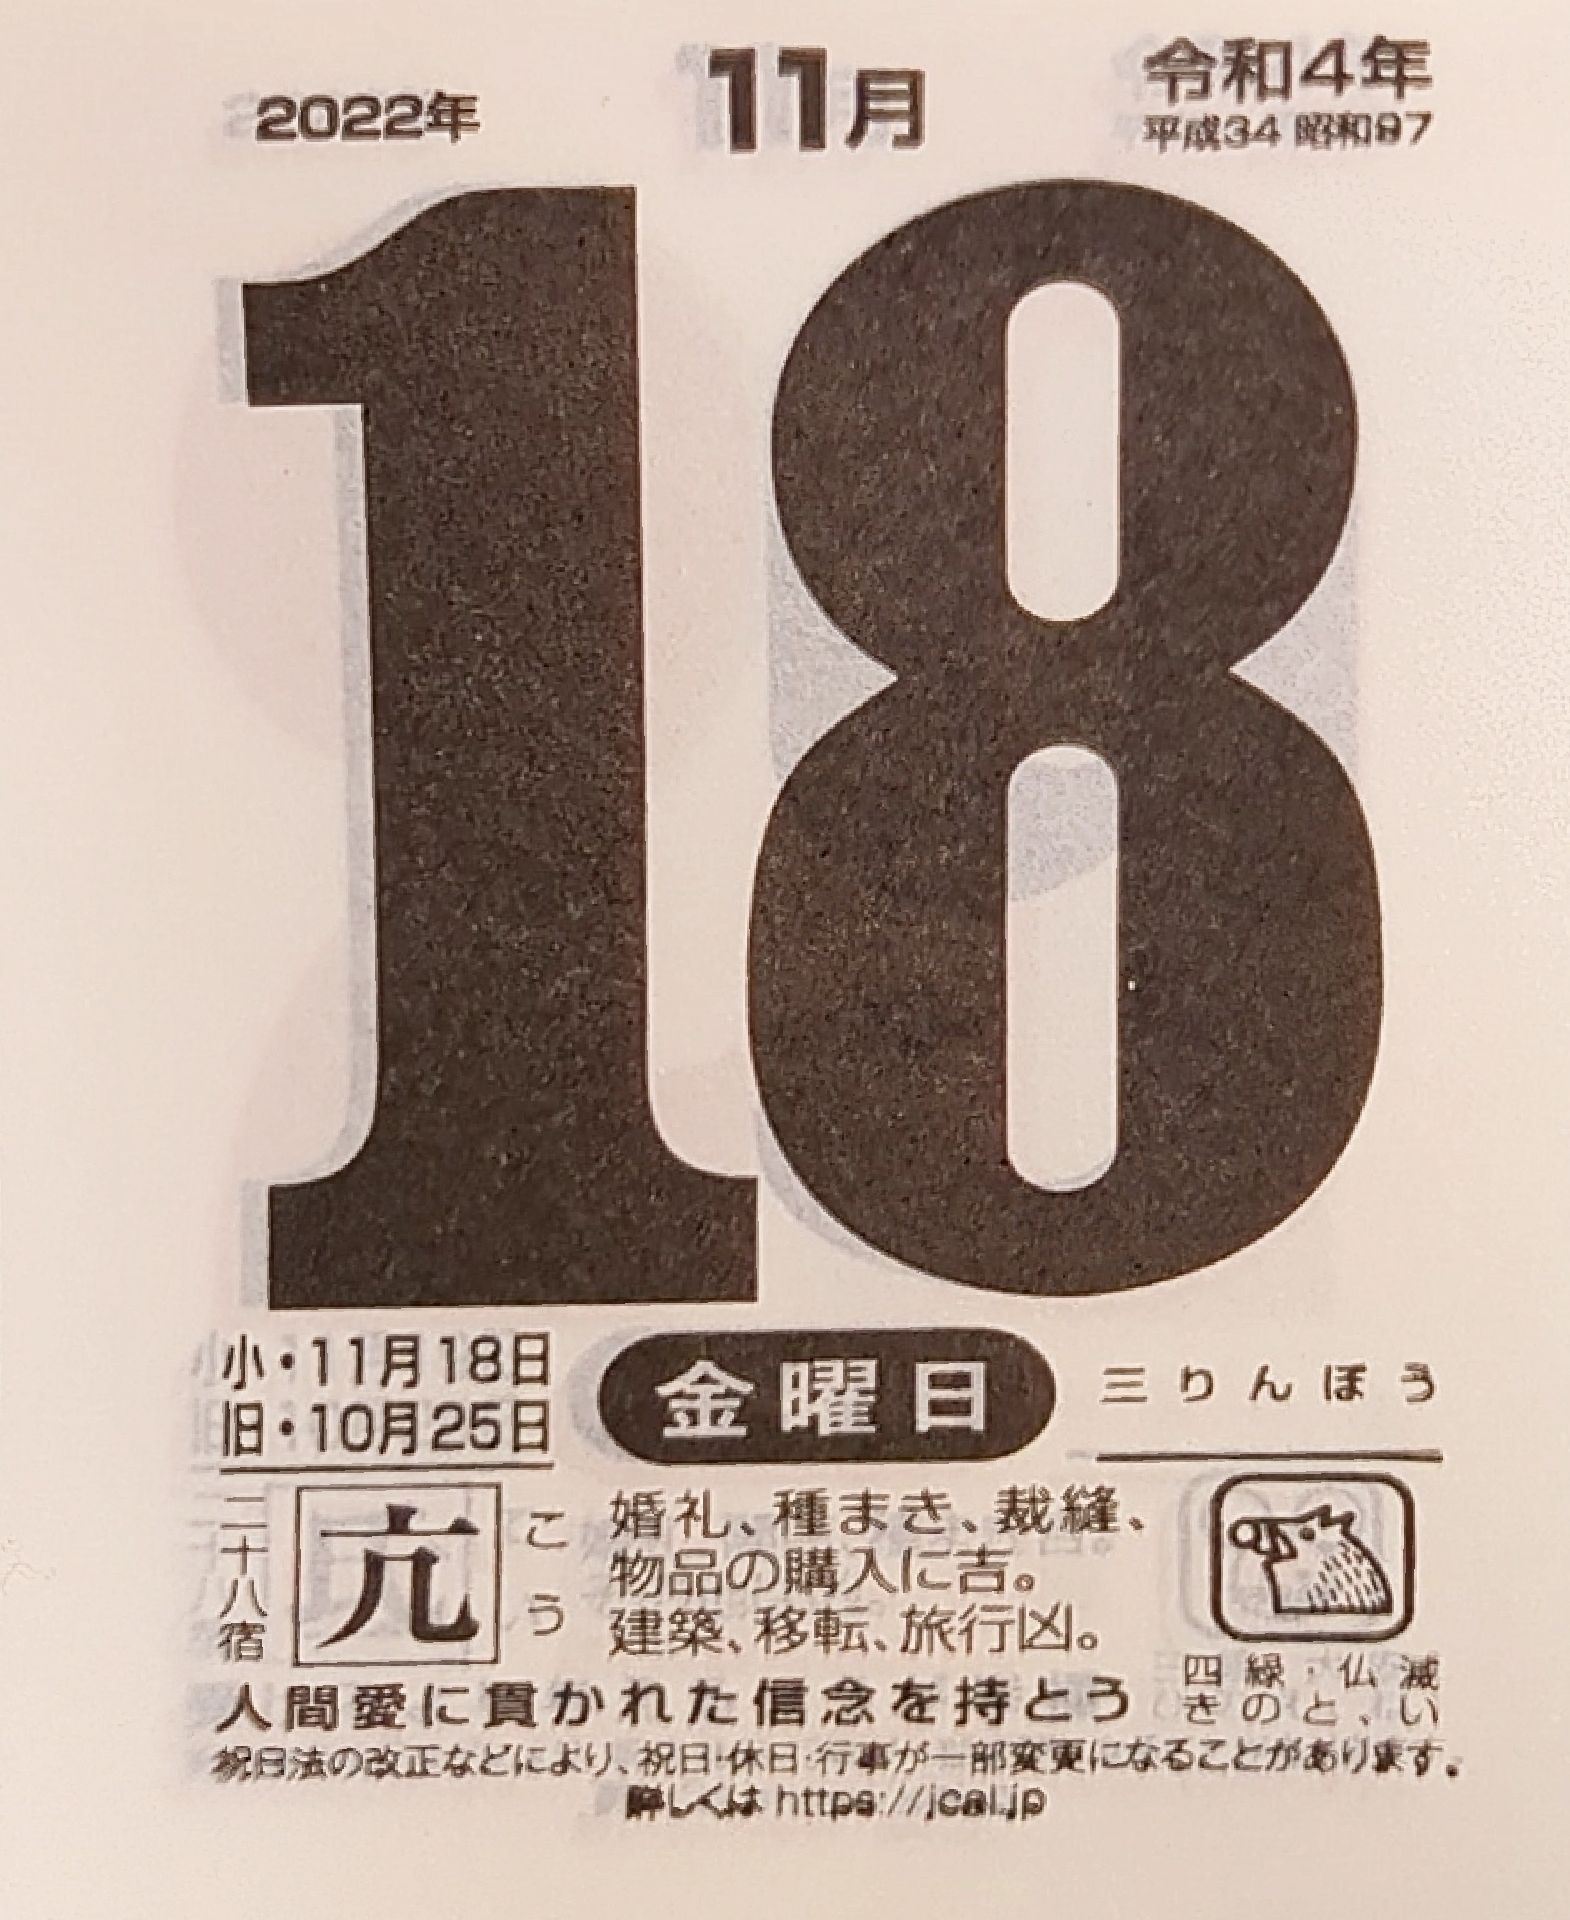 2022年 11月 令和4年
平成34 昭和97
18
小・11月18日
旧・10月25日
金曜日
三りんぼう
二十八宿
亢
こう
婚礼、種まき、裁縫、
物品の購入に吉。
建築、移転、旅行凶。
四緑・仏滅
きのと、い
人間愛に貫かれた信念を持とう
祝日法の改正などにより、祝日・休日・行事が一部変更になることがあります。
詳しくは https://jcal.jp